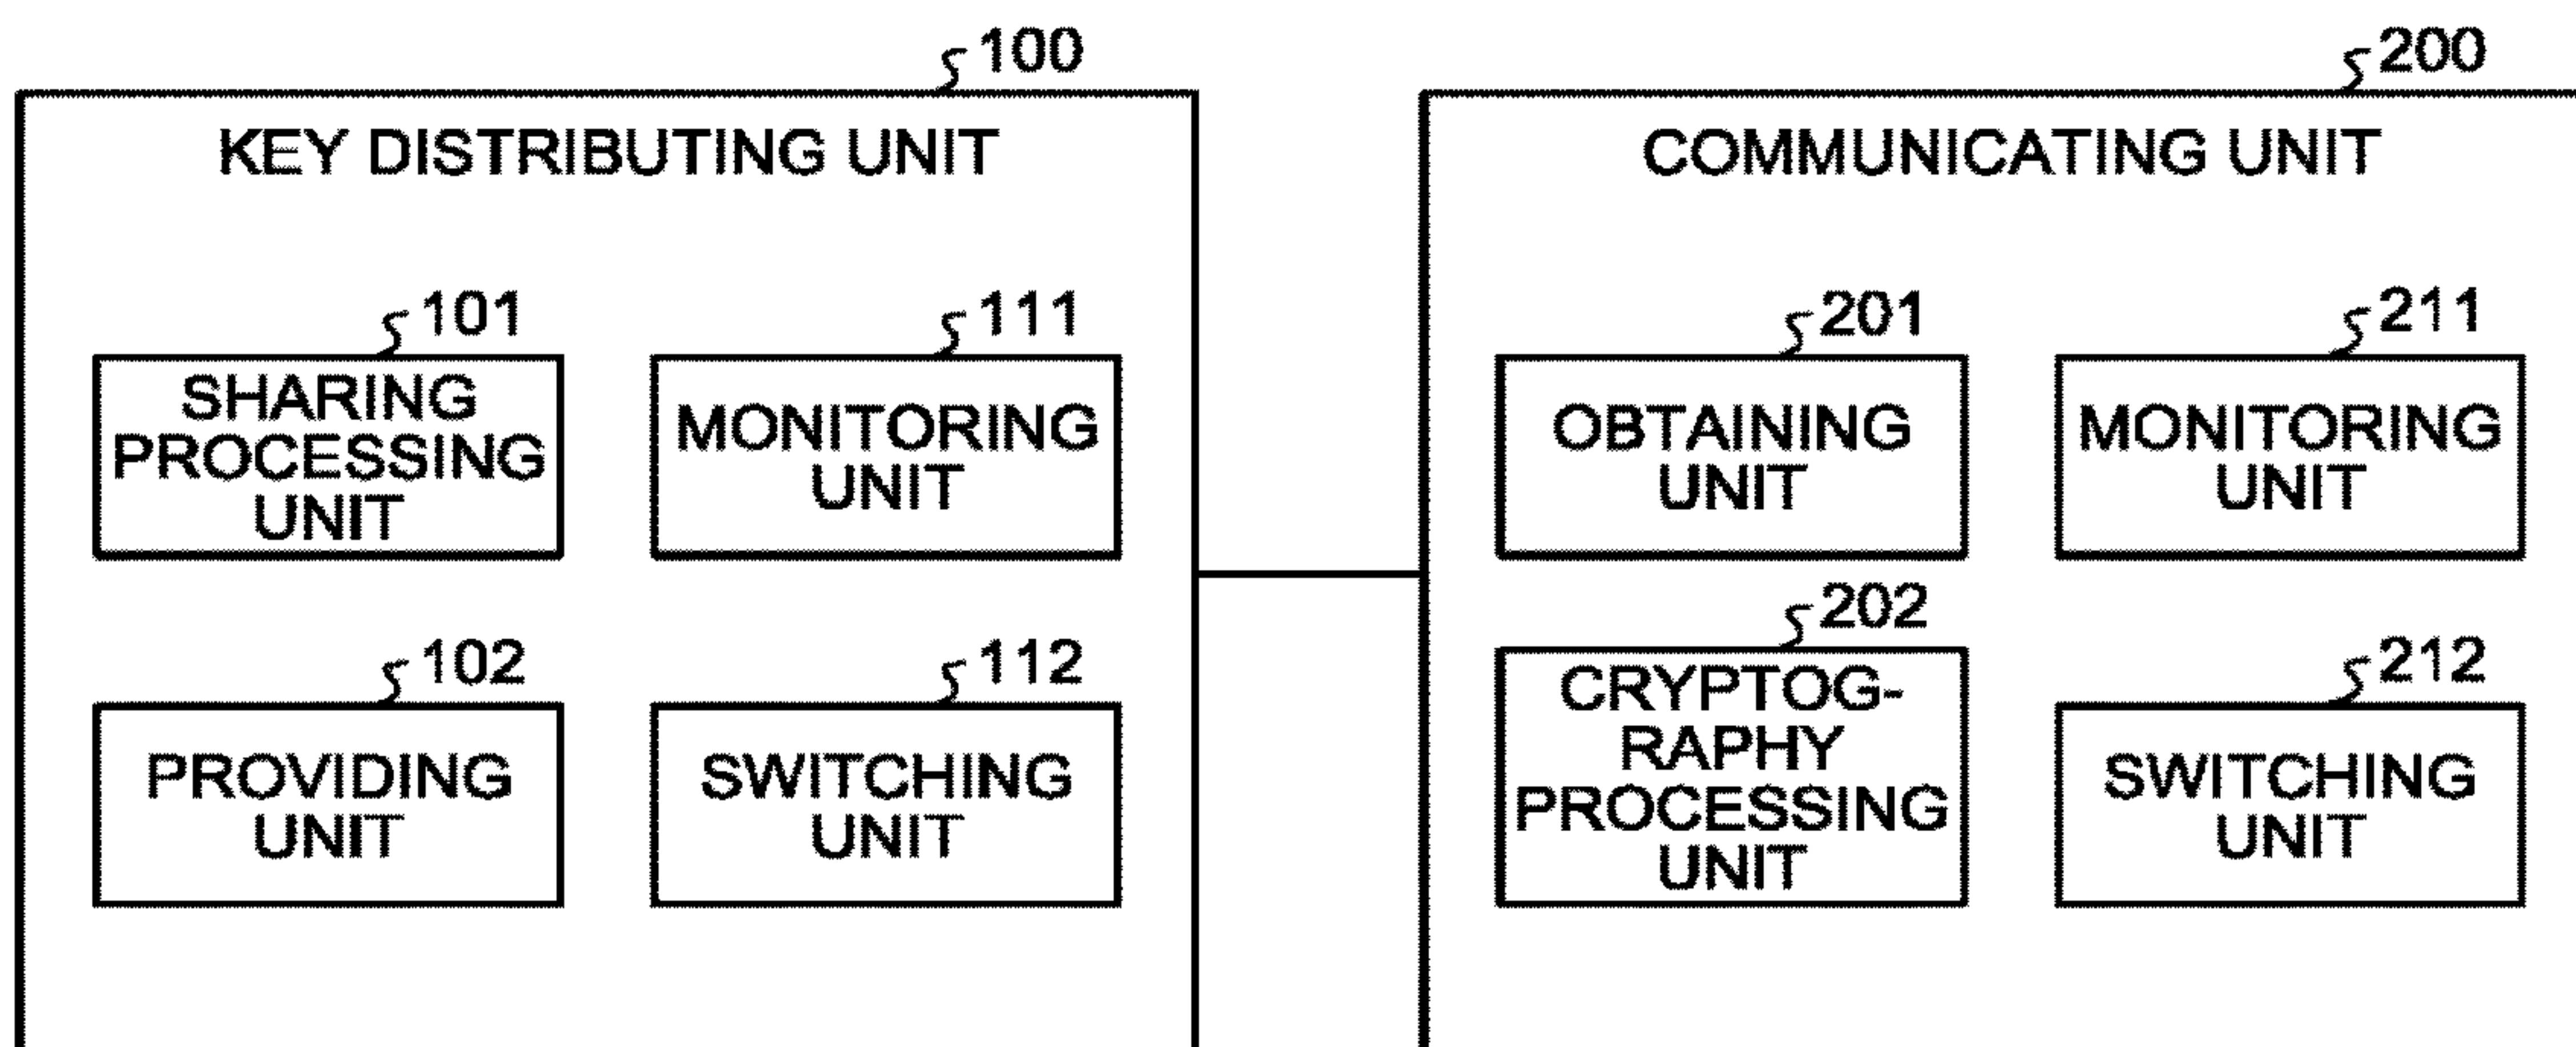 100
KEY DISTRIBUTING UNIT
101
SHARING
PROCESSING
UNIT
111
MONITORING
UNIT
102
PROVIDING
UNIT
112
SWITCHING
UNIT
200
COMMUNICATING UNIT
201
OBTAINING
UNIT
211
MONITORING
UNIT
202
CRYPTOG-
RAPHY
PROCESSING
UNIT
212
SWITCHING
UNIT